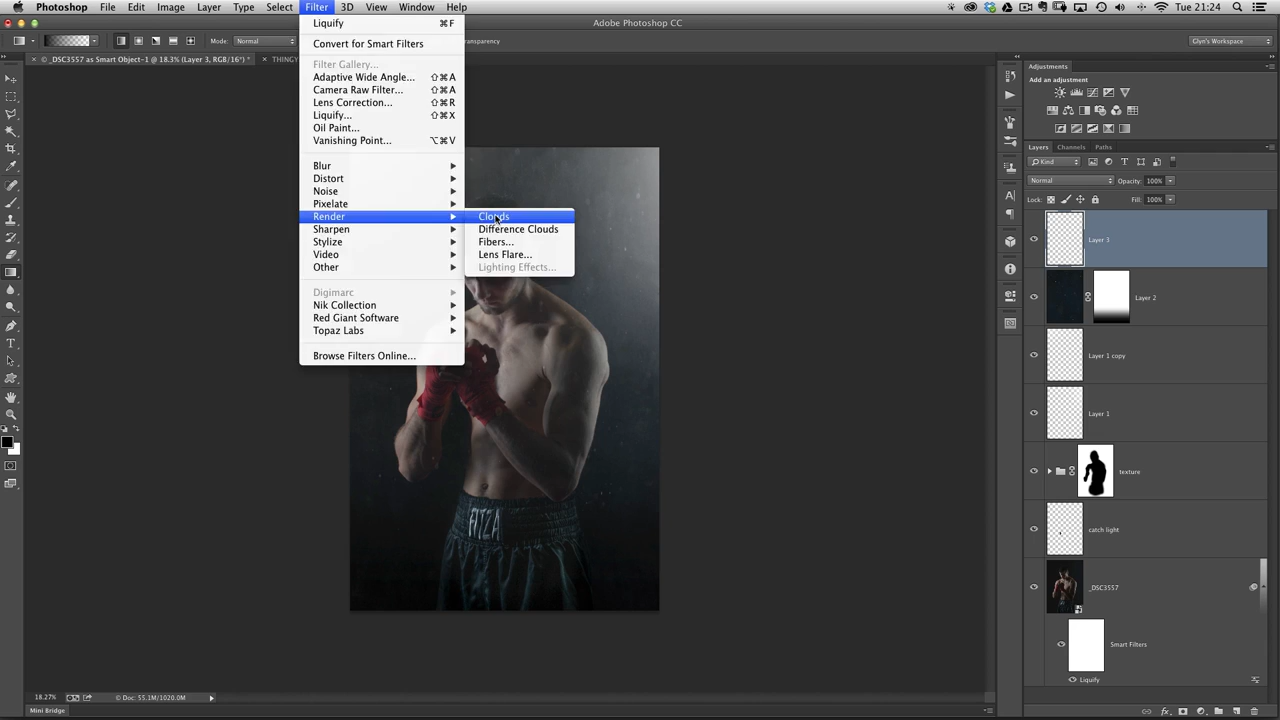 Photoshop File Edit Image Layer Type Select Filter 3D View Window Help Tue 21:24
Adobe Photoshop CC
Mode: Normal
Glyn's Workspace
© _DSC3557 as Smart Object-1 @ 18.3% (Layer 3, RGB/16*) *
Liquify ⌘F
Convert for Smart Filters
Filter Gallery...
Adaptive Wide Angle... ⇧⌘A
Camera Raw Filter... ⇧⌘A
Lens Correction... ⇧⌘R
Liquify... ⇧⌘X
Oil Paint...
Vanishing Point... ⌥⌘V
Blur
Distort
Noise
Pixelate
Render
Sharpen
Stylize
Video
Other
Digimarc
Nik Collection
Red Giant Software
Topaz Labs
Browse Filters Online...
Clouds
Difference Clouds
Fibers...
Lens Flare...
Lighting Effects...
Adjustments
Add an adjustment
Layers Channels Paths
Kind
Normal Opacity: 100%
Lock: Fill: 100%
Layer 3
Layer 2
Layer 1 copy
Layer 1
texture
catch light
_DSC3557
Smart Filters
Liquify
18.27% Doc: 55.1M/1020.0M
Mini Bridge